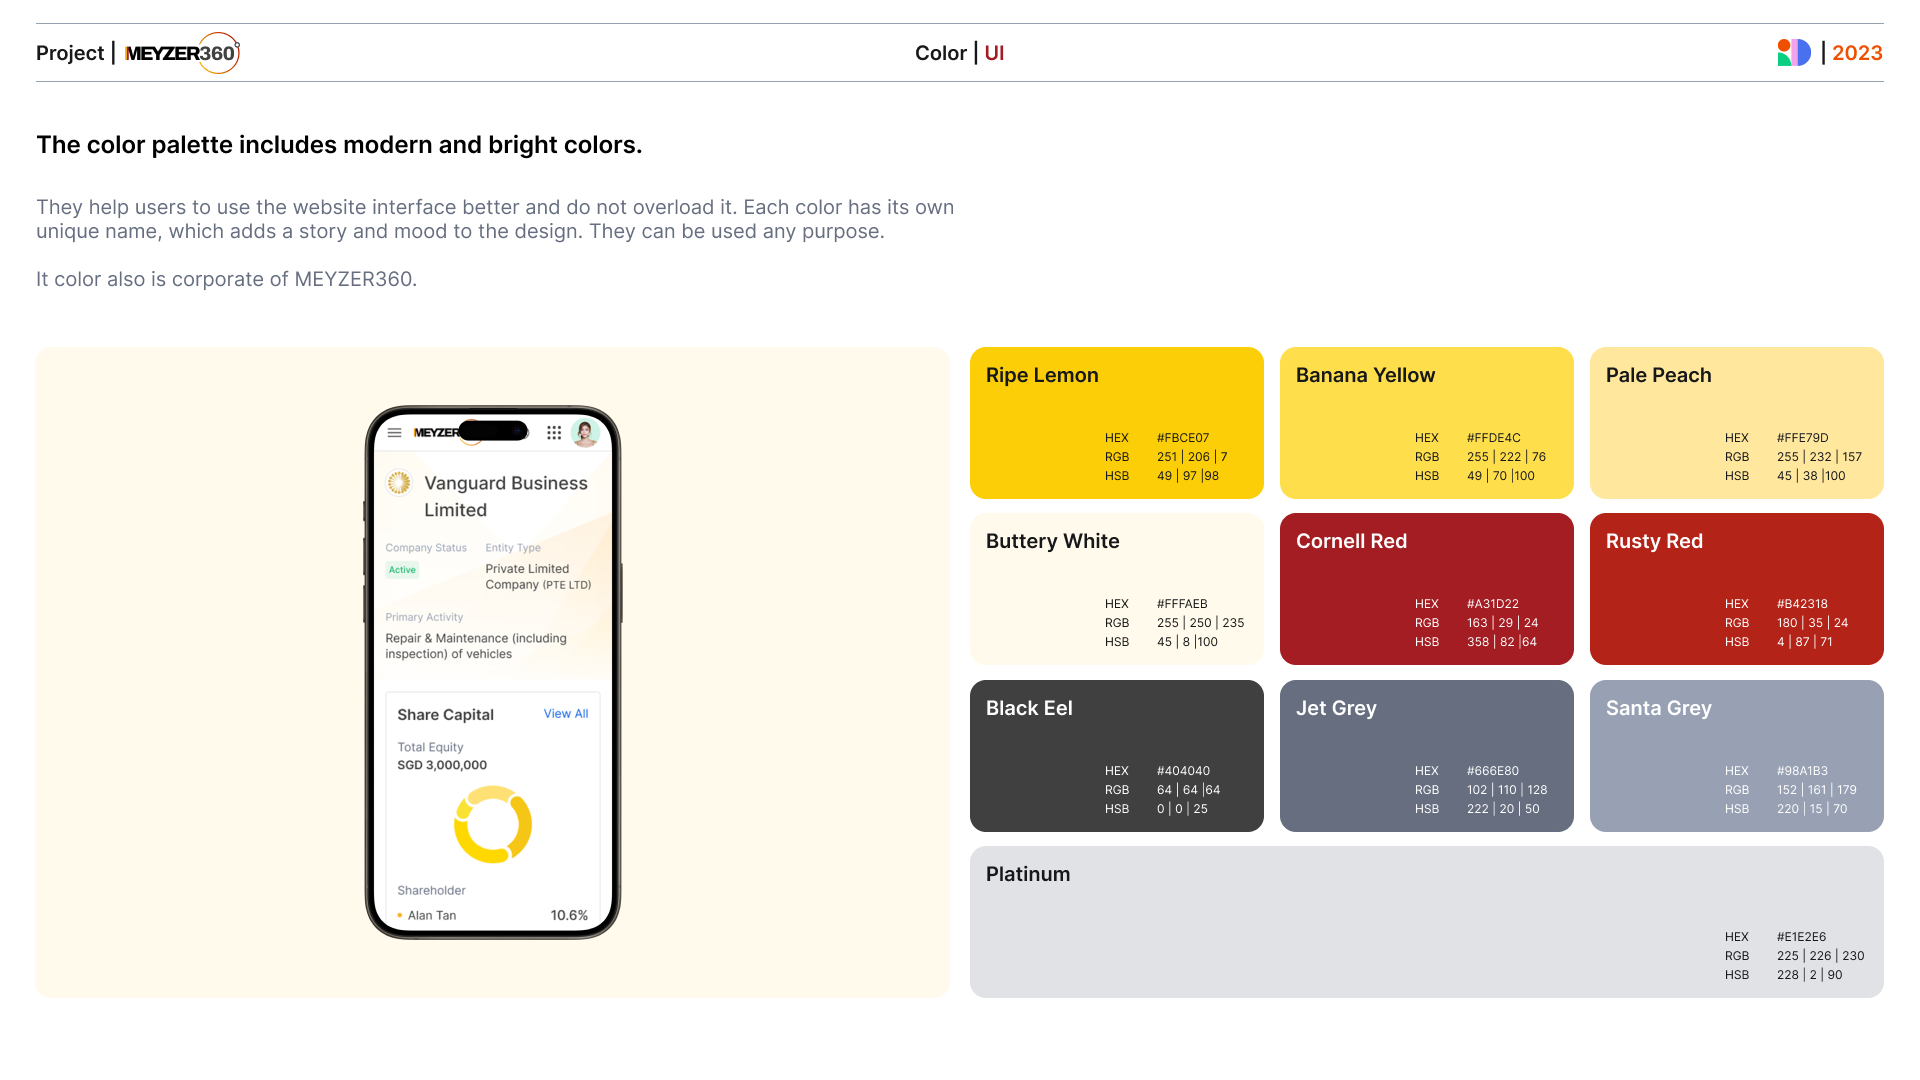 Project | MEYZER360°
Color | UI
| 2023
The color palette includes modern and bright colors.
They help users to use the website interface better and do not overload it. Each color has its own
unique name, which adds a story and mood to the design. They can be used any purpose.
It color also is corporate of MEYZER360.
MEYZER
Vanguard Business
Limited
Company Status
Entity Type
Active
Private Limited
Company (PTE LTD)
Primary Activity
Repair & Maintenance (including
inspection) of vehicles
Share Capital
View All
Total Equity
SGD 3,000,000
Shareholder
Alan Tan
10.6%
Ripe Lemon
HEX #FBCE07
RGB 251 | 206 | 7
HSB 49 | 97 |98
Banana Yellow
HEX #FFDE4C
RGB 255 | 222 | 76
HSB 49 | 70 |100
Pale Peach
HEX #FFE79D
RGB 255 | 232 | 157
HSB 45 | 38 |100
Buttery White
HEX #FFFAEB
RGB 255 | 250 | 235
HSB 45 | 8 |100
Cornell Red
HEX #A31D22
RGB 163 | 29 | 24
HSB 358 | 82 |64
Rusty Red
HEX #B42318
RGB 180 | 35 | 24
HSB 4 | 87 | 71
Black Eel
HEX #404040
RGB 64 | 64 |64
HSB 0 | 0 | 25
Jet Grey
HEX #666E80
RGB 102 | 110 | 128
HSB 222 | 20 | 50
Santa Grey
HEX #98A1B3
RGB 152 | 161 | 179
HSB 220 | 15 | 70
Platinum
HEX #E1E2E6
RGB 225 | 226 | 230
HSB 228 | 2 | 90